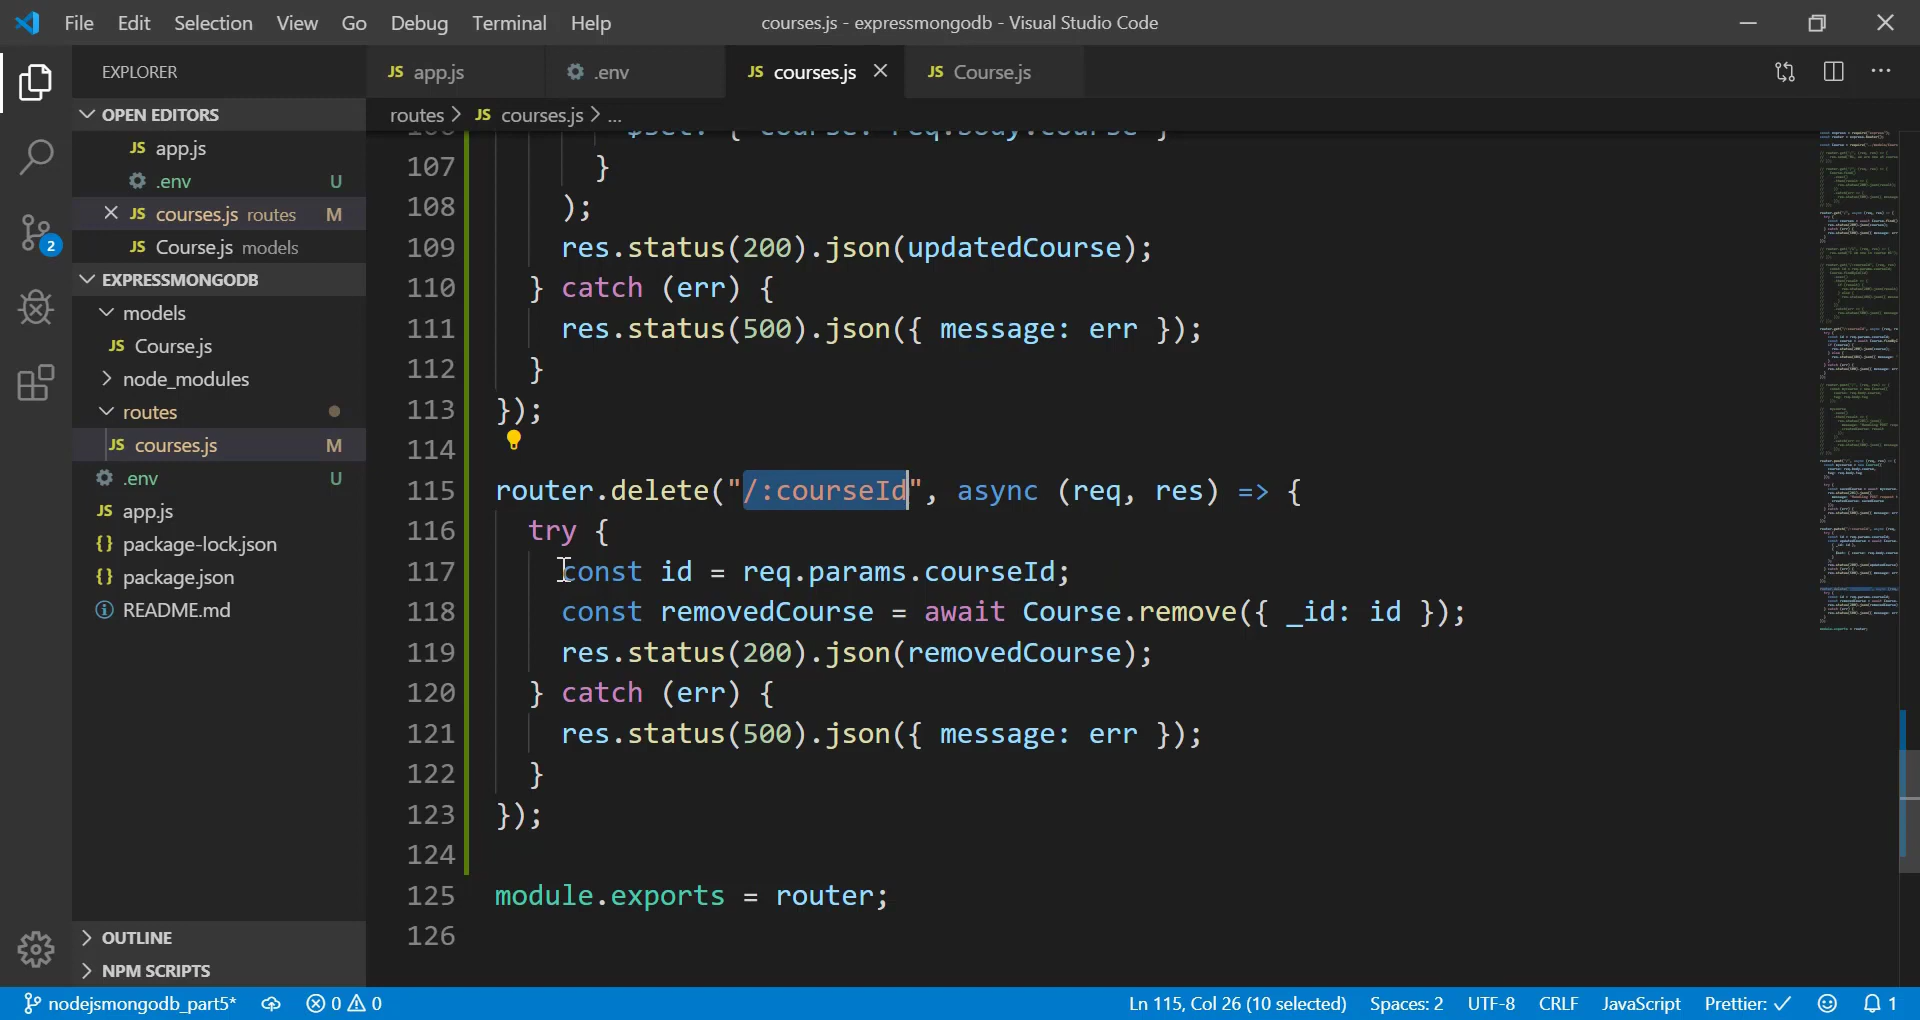 File Edit Selection View Go Debug Terminal Help courses.js - expressmongodb - Visual Studio Code
EXPLORER
JS app.js
.env
JS courses.js
JS Course.js
OPEN EDITORS
JS app.js
.env U
JS courses.js routes M
JS Course.js models
EXPRESSMONGODB
models
JS Course.js
node_modules
routes
JS courses.js M
.env U
JS app.js
{} package-lock.json
{} package.json
README.md
OUTLINE
NPM SCRIPTS
2
routes > JS courses.js > ...
106 $set: { course: req.body.course }
107 }
108 );
109 res.status(200).json(updatedCourse);
110 } catch (err) {
111 res.status(500).json({ message: err });
112 }
113 });
114
115 router.delete("/:courseId", async (req, res) => {
116 try {
117 const id = req.params.courseId;
118 const removedCourse = await Course.remove({ _id: id });
119 res.status(200).json(removedCourse);
120 } catch (err) {
121 res.status(500).json({ message: err });
122 }
123 });
124
125 module.exports = router;
126
nodejsmongodb_part5* 0 0 Ln 115, Col 26 (10 selected) Spaces: 2 UTF-8 CRLF JavaScript Prettier: ✓ 1